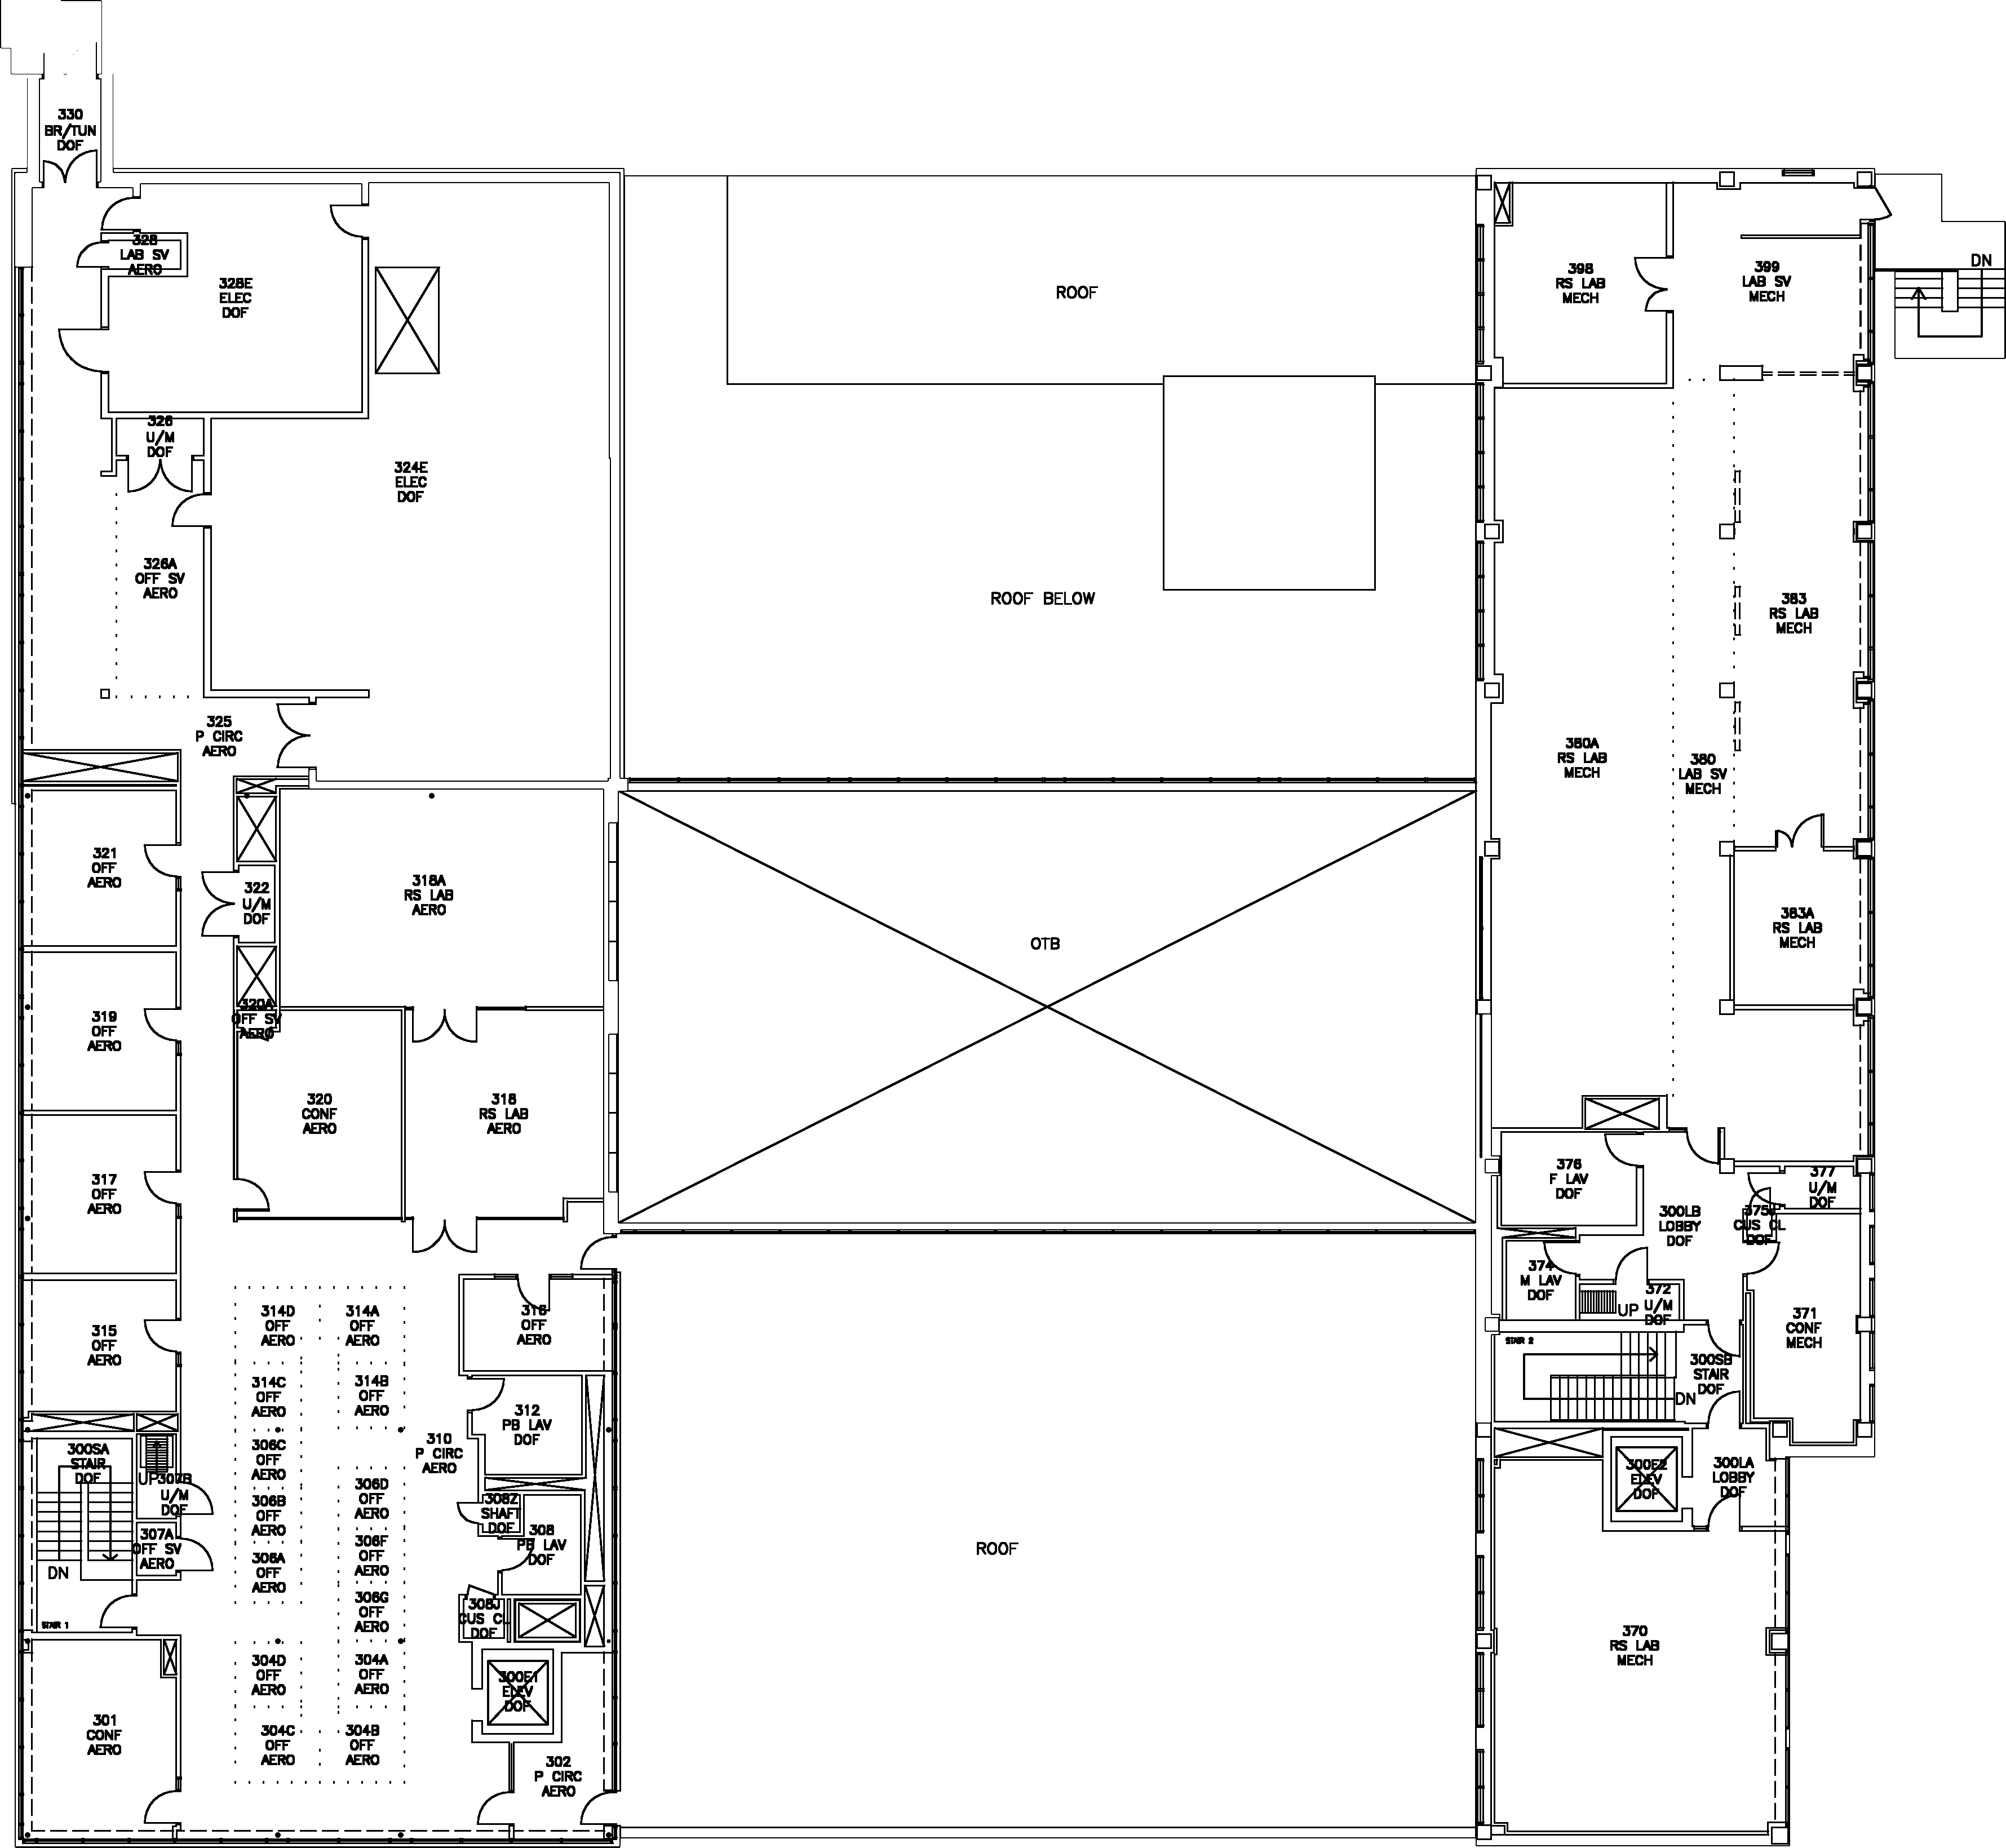 330
BR/TUN
DOF
328
LAB SV
AERO
328E
ELEC
DOF
326
U/M
DOF
324E
ELEC
DOF
326A
OFF SV
AERO
325
P CIRC
AERO
321
OFF
AERO
322
U/M
DOF
318A
RS LAB
AERO
319
OFF
AERO
320A
OFF SV
AERO
320
CONF
AERO
318
RS LAB
AERO
317
OFF
AERO
315
OFF
AERO
314D
OFF
AERO
314A
OFF
AERO
316
OFF
AERO
314C
OFF
AERO
314B
OFF
AERO
312
PB LAV
DOF
310
P CIRC
AERO
300SA
STAIR
DOF
UP
307B
U/M
DOF
306C
OFF
AERO
306D
OFF
AERO
306B
OFF
AERO
308Z
SHAFT
DOF
308
PB LAV
DOF
307A
OFF SV
AERO
DN
306A
OFF
AERO
306F
OFF
AERO
306G
OFF
AERO
308J
CUS CL
DOF
STAIR 1
304D
OFF
AERO
304A
OFF
AERO
300E1
ELEV
DOF
301
CONF
AERO
304C
OFF
AERO
304B
OFF
AERO
302
P CIRC
AERO
ROOF
ROOF BELOW
OTB
ROOF
398
RS LAB
MECH
399
LAB SV
MECH
DN
383
RS LAB
MECH
380A
RS LAB
MECH
380
LAB SV
MECH
383A
RS LAB
MECH
376
F LAV
DOF
377
U/M
DOF
300LB
LOBBY
DOF
375J
CUS CL
DOF
374
M LAV
DOF
UP
372
U/M
DOF
371
CONF
MECH
STAIR 2
300SB
STAIR
DOF
DN
300E2
ELEV
DOF
300LA
LOBBY
DOF
370
RS LAB
MECH